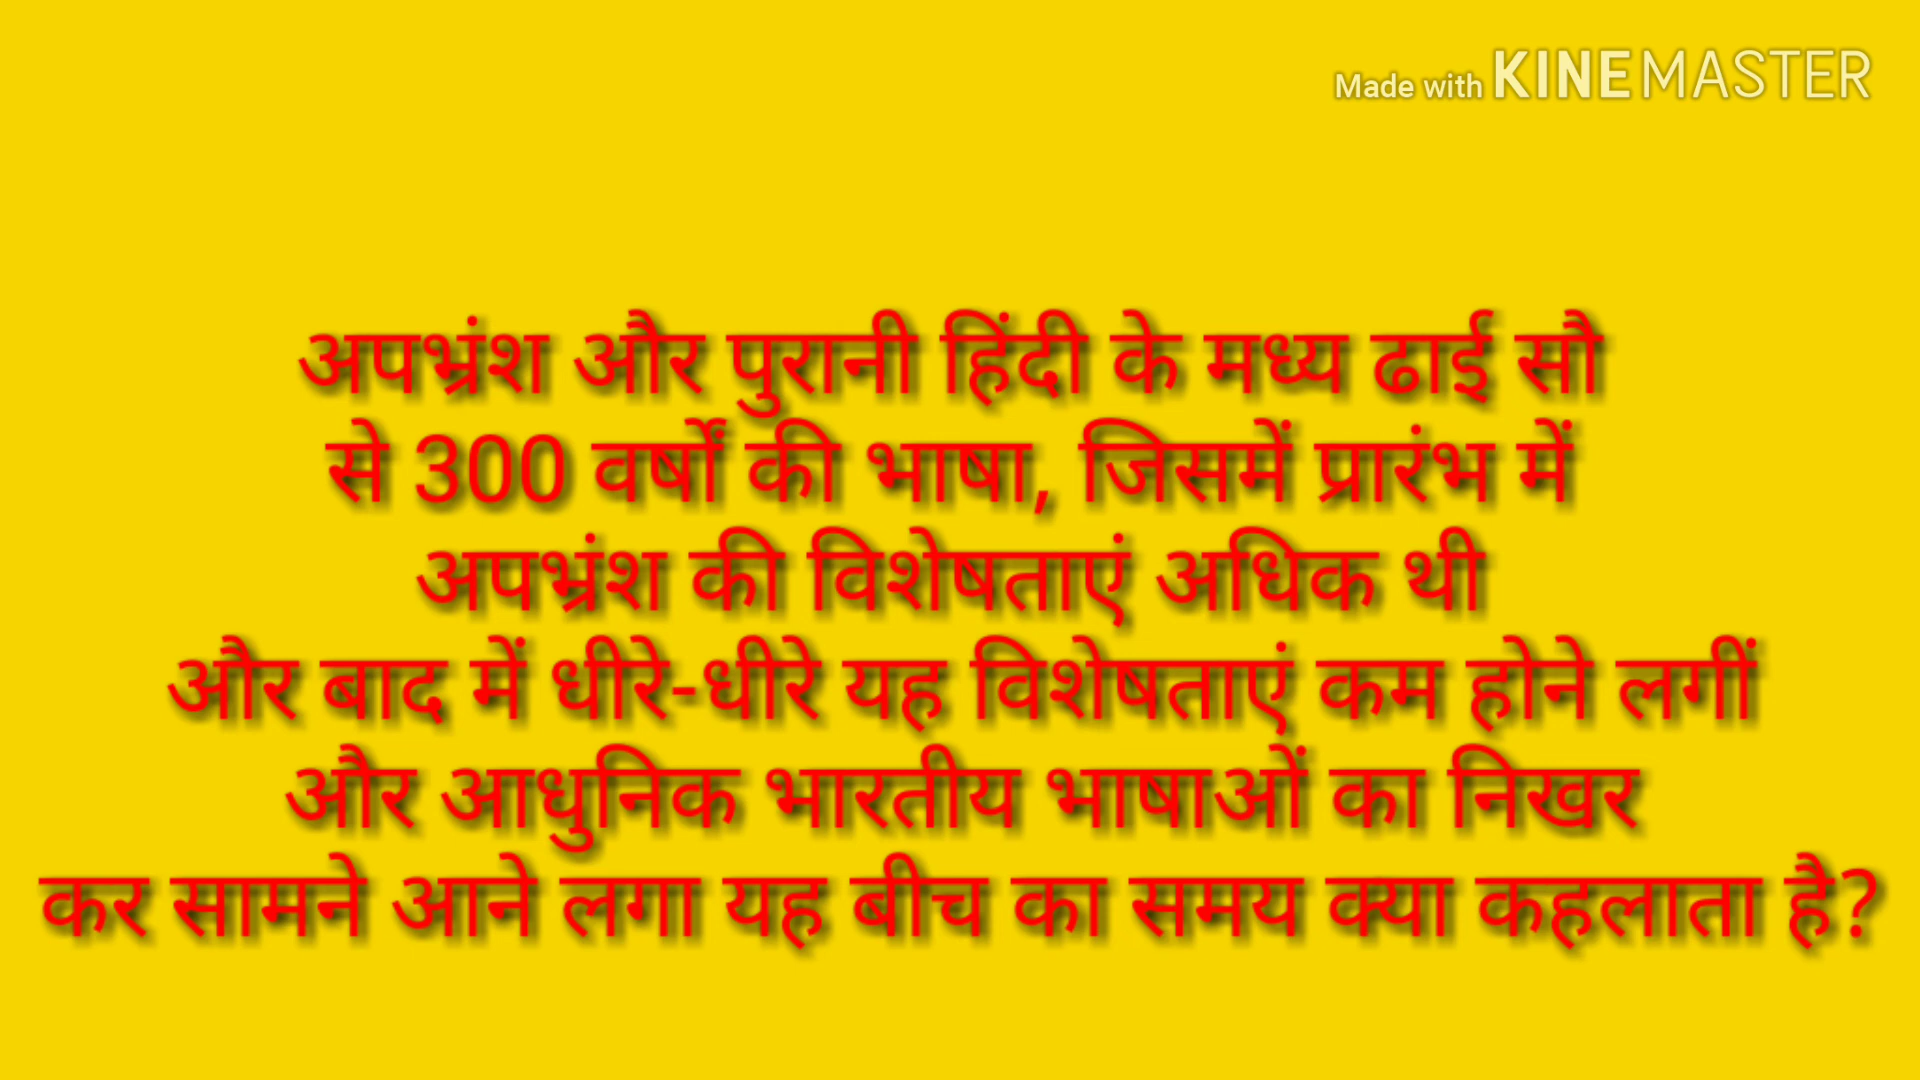 Made with KINEMASTER
अपभ्रंश और पुरानी हिंदी के मध्य ढाई सौ
से 300 वर्षों की भाषा, जिसमें प्रारंभ में
अपभ्रंश की विशेषताएं अधिक थी
और बाद में धीरे-धीरे यह विशेषताएं कम होने लगीं
और आधुनिक भारतीय भाषाओं का निखर
कर सामने आने लगा यह बीच का समय क्या कहलाता है?